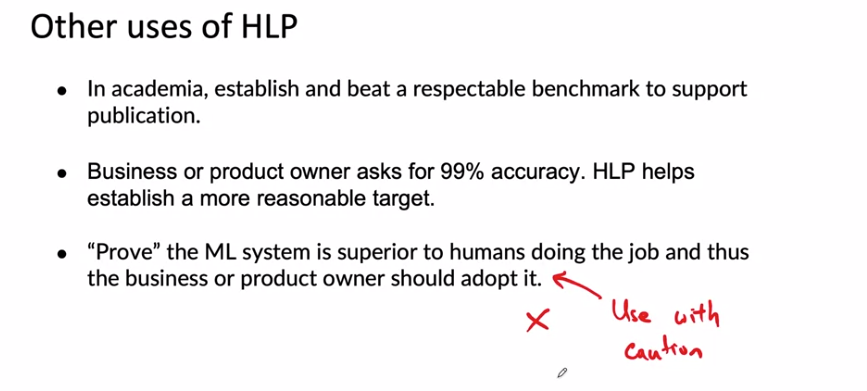 Other uses of HLP
● In academia, establish and beat a respectable benchmark to support
publication.
● Business or product owner asks for 99% accuracy. HLP helps
establish a more reasonable target.
● “Prove” the ML system is superior to humans doing the job and thus
the business or product owner should adopt it.
Use with
caution